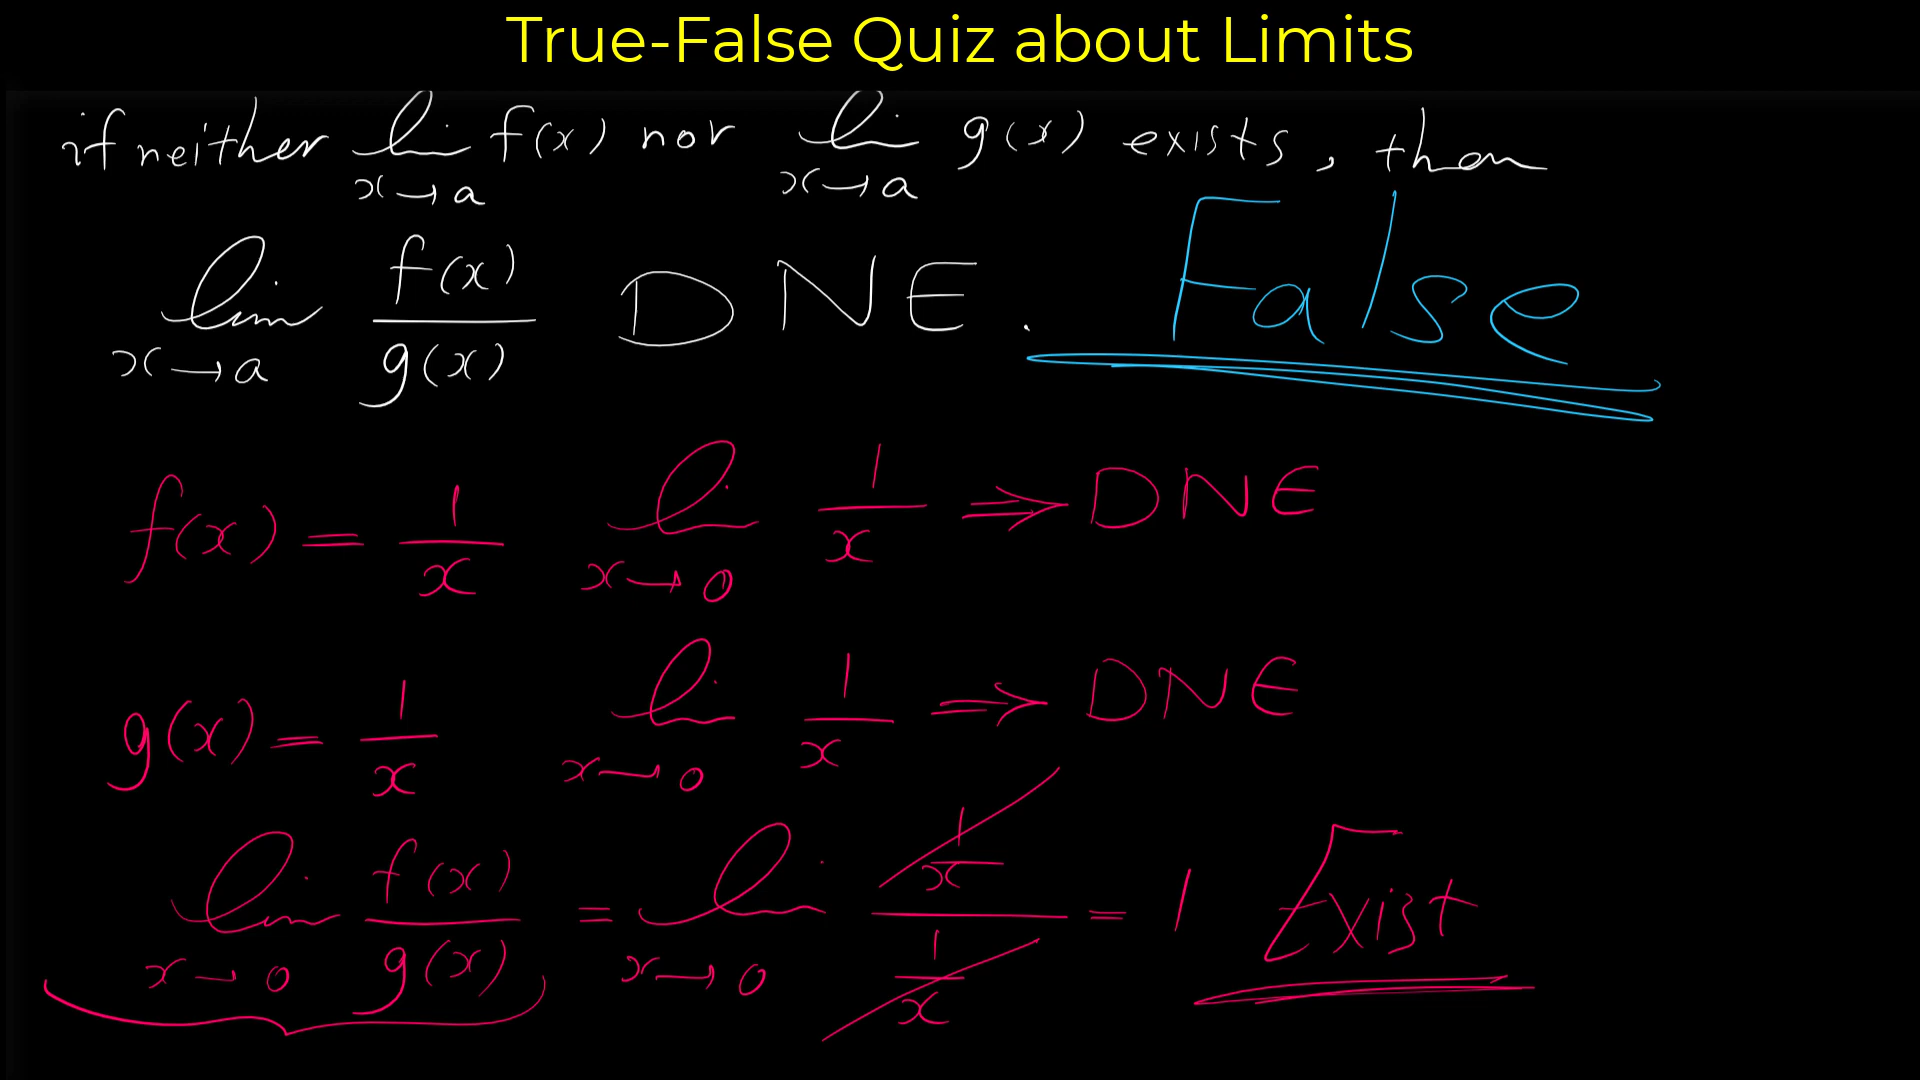 True-False Quiz about Limits
if neither lim x→a f(x) nor lim x→a g(x) exists, then
lim x→a f(x)/g(x) DNE. False
f(x) = 1/x lim x→0 1/x ⇒ DNE
g(x) = 1/x lim x→0 1/x ⇒ DNE
lim x→0 f(x)/g(x) = lim x→0 (1/x)/(1/x) = 1 Exist